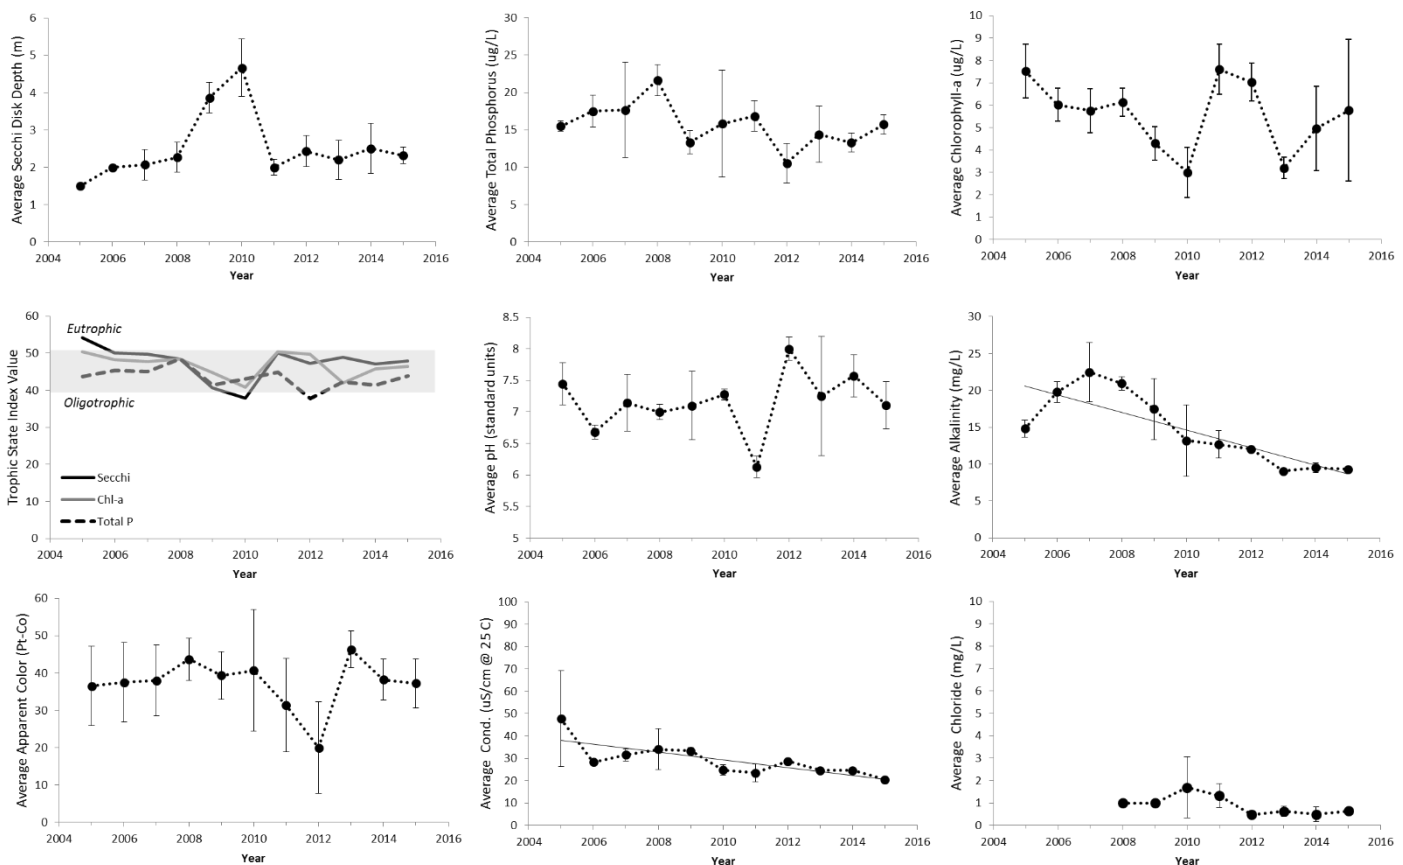 Average Secchi Disk Depth (m)
6
5
4
3
2
1
0
2004 2006 2008 2010 2012 2014 2016
Year
Average Total Phosphorus (ug/L)
30
25
20
15
10
5
0
2004 2006 2008 2010 2012 2014 2016
Year
Average Chlorophyll-a (ug/L)
10
9
8
7
6
5
4
3
2
1
0
2004 2006 2008 2010 2012 2014 2016
Year
Trophic State Index Value
60
50
40
30
20
10
0
Eutrophic
Oligotrophic
Secchi
Chl-a
Total P
2004 2006 2008 2010 2012 2014 2016
Year
Average pH (standard units)
8.5
8
7.5
7
6.5
6
5.5
5
2004 2006 2008 2010 2012 2014 2016
Year
Average Alkalinity (mg/L)
30
25
20
15
10
5
0
2004 2006 2008 2010 2012 2014 2016
Year
Average Apparent Color (Pt-Co)
60
50
40
30
20
10
0
2004 2006 2008 2010 2012 2014 2016
Year
Average Cond. (uS/cm @ 25 C)
100
90
80
70
60
50
40
30
20
10
0
2004 2006 2008 2010 2012 2014 2016
Year
Average Chloride (mg/L)
10
9
8
7
6
5
4
3
2
1
0
2004 2006 2008 2010 2012 2014 2016
Year